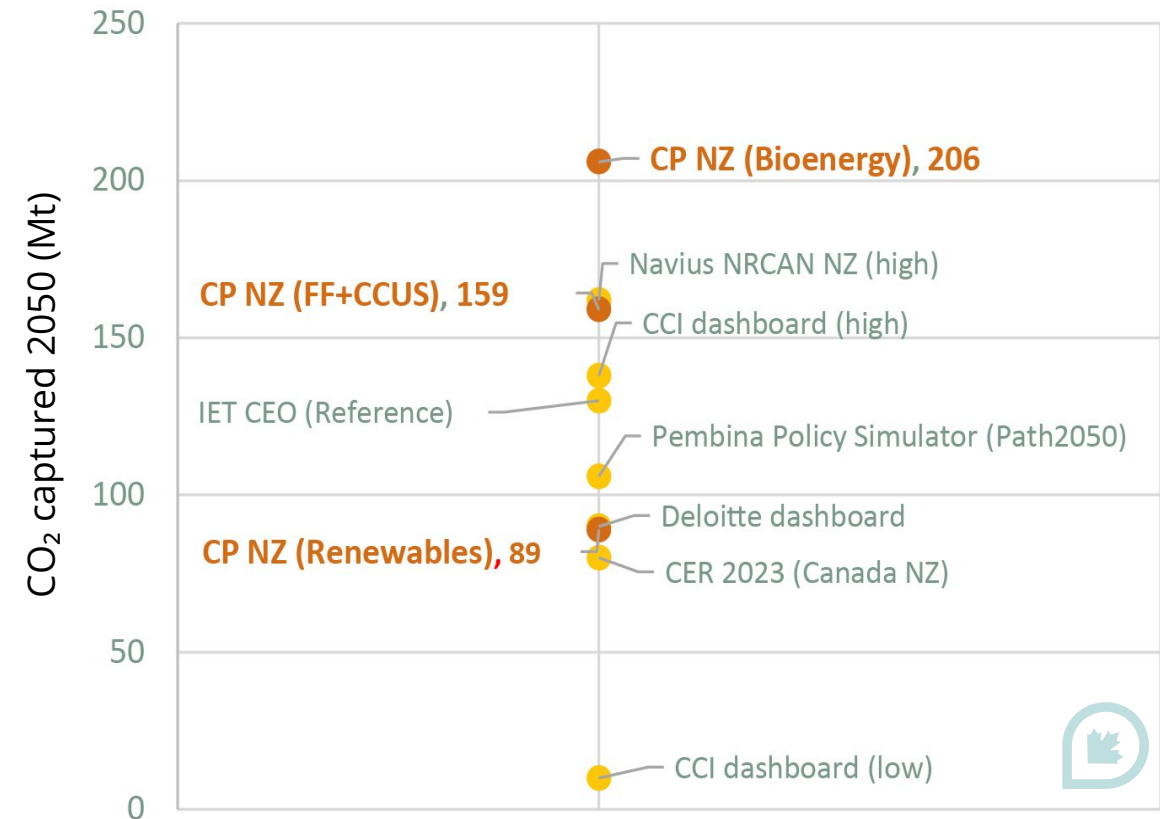 250
CP NZ (Bioenergy), 206
200
Navius NRCAN NZ (high)
CP NZ (FF+CCUS), 159
CCI dashboard (high)
150
IET CEO (Reference)
Pembina Policy Simulator (Path2050)
100
Deloitte dashboard
CP NZ (Renewables), 89
CER 2023 (Canada NZ)
50
CCI dashboard (low)
0
CO₂ captured 2050 (Mt)